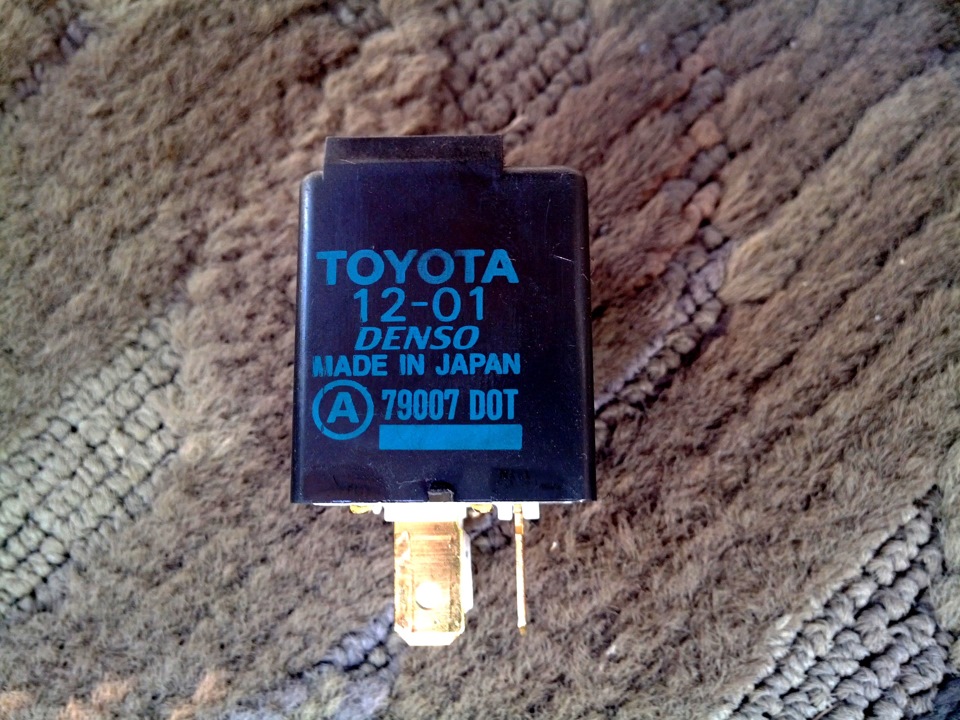 TOYOTA
12-01
DENSO
MADE IN JAPAN
A 79007 DOT